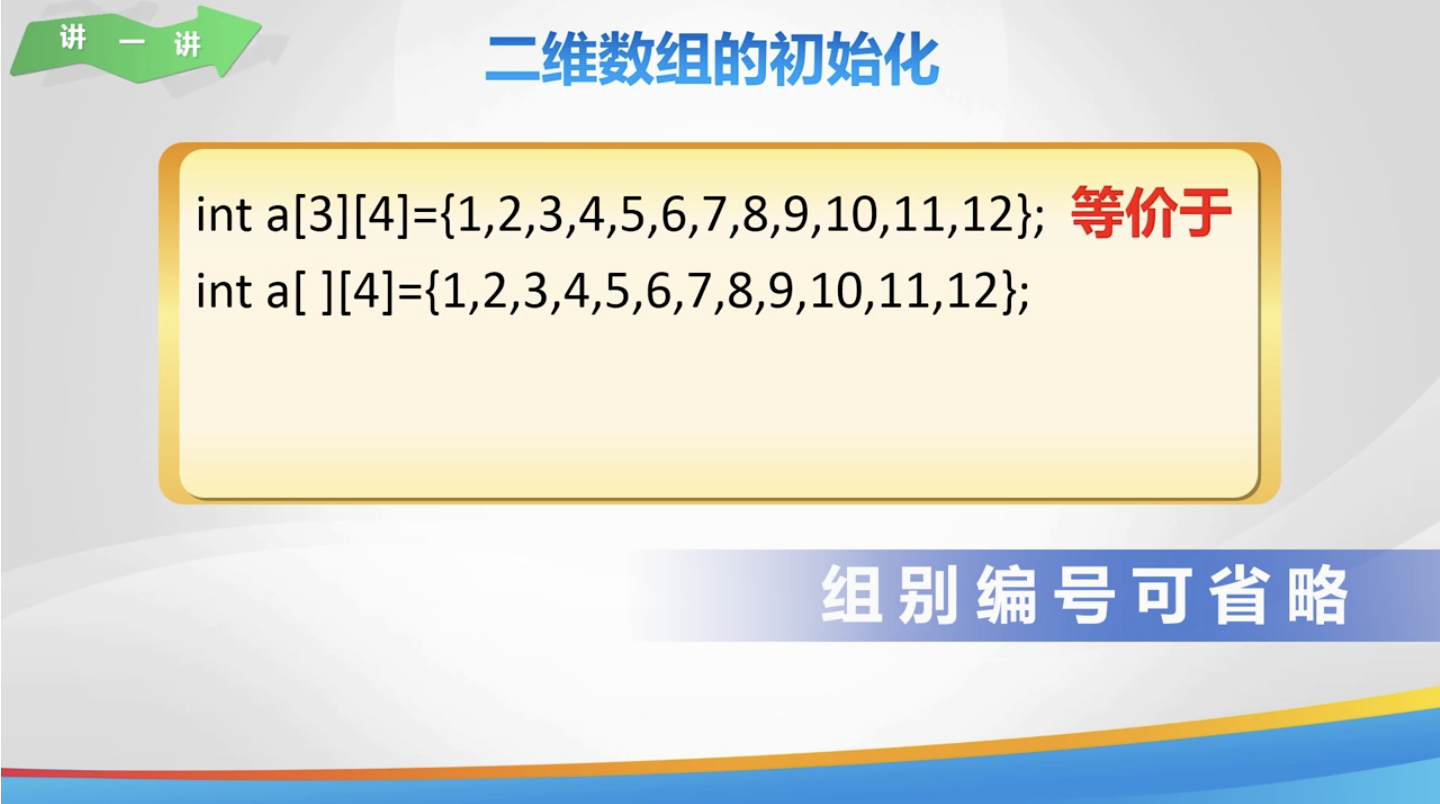 讲一讲
二维数组的初始化
int a[3][4]={1,2,3,4,5,6,7,8,9,10,11,12}; 等价于
int a[ ][4]={1,2,3,4,5,6,7,8,9,10,11,12};
组别编号可省略